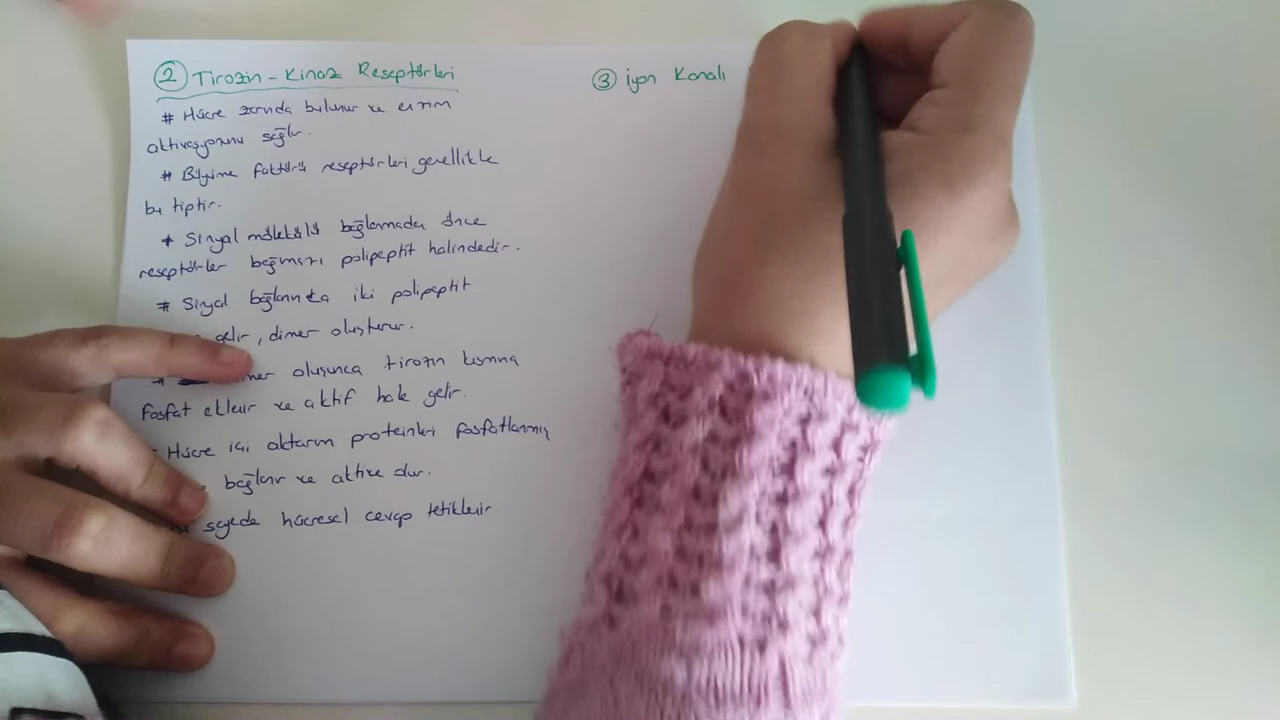 ② Tirozin - Kinaz Reseptörleri
# Hücre zarında bulunur ve enzim
aktivasyonunu sağlar.
# Büyüme faktörü reseptörleri genellikle
bu tiptir.
# Sinyal molekülü bağlanmadan önce
reseptörler bağımsız polipeptit halindedir.
# Sinyal bağlanınca iki polipeptit
gelir, dimer oluşturur.
# oluşunca tirozin kısmına
fosfat eklenir ve aktif hale gelir.
Hücre içi aktarım proteinleri fosfatlanmış
bağlanır ve aktive olur.
sayede hücresel cevap tetiklenir
③ iyon Kanalı